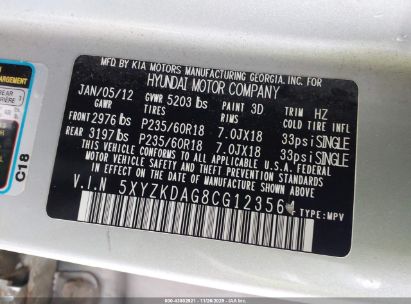 MFD BY KIA MOTORS MANUFACTURING GEORGIA, INC. FOR
HYUNDAI MOTOR COMPANY
JAN/05/12 GVWR 5203 lbs PAINT 3D TRIM HZ
GAWR TIRES RIMS COLD TIRE INFL
FRONT 2976 lbs P235/60R18 7.0JX18 33psi SINGLE
REAR 3197 lbs P235/60R18 7.0JX18 33psi SINGLE
THIS VEHICLE CONFORMS TO ALL APPLICABLE FEDERAL
MOTOR VEHICLE SAFETY AND THEFT PREVENTION STANDARDS
IN EFFECT ON THE DATE OF MANUFACTURE SHOWN ABOVE.
V.I.N 5XYZKDAG8CG123564
TYPE: MPV
C18